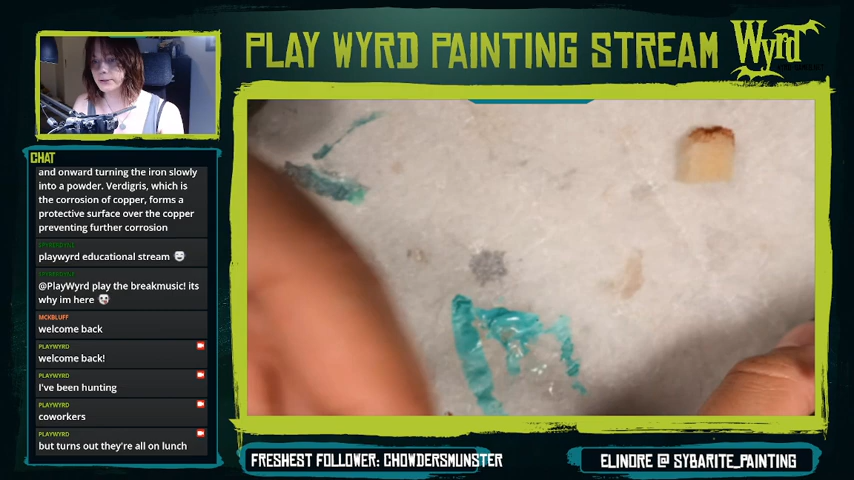 PLAY WYRD PAINTING STREAM
Wyrd
CHAT
and onward turning the iron slowly
into a powder. Verdigris, which is
the corrosion of copper, forms a
protective surface over the copper
preventing further corrosion
playwyrd educational stream
@PlayWyrd play the breakmusic! its
why im here
MCKBLUFF
welcome back
PLAYWYRD
welcome back!
PLAYWYRD
I've been hunting
PLAYWYRD
coworkers
PLAYWYRD
but turns out they're all on lunch
FRESHEST FOLLOWER: CHOWDERSMUNSTER
ELINORE @ SYBARITE_PAINTING